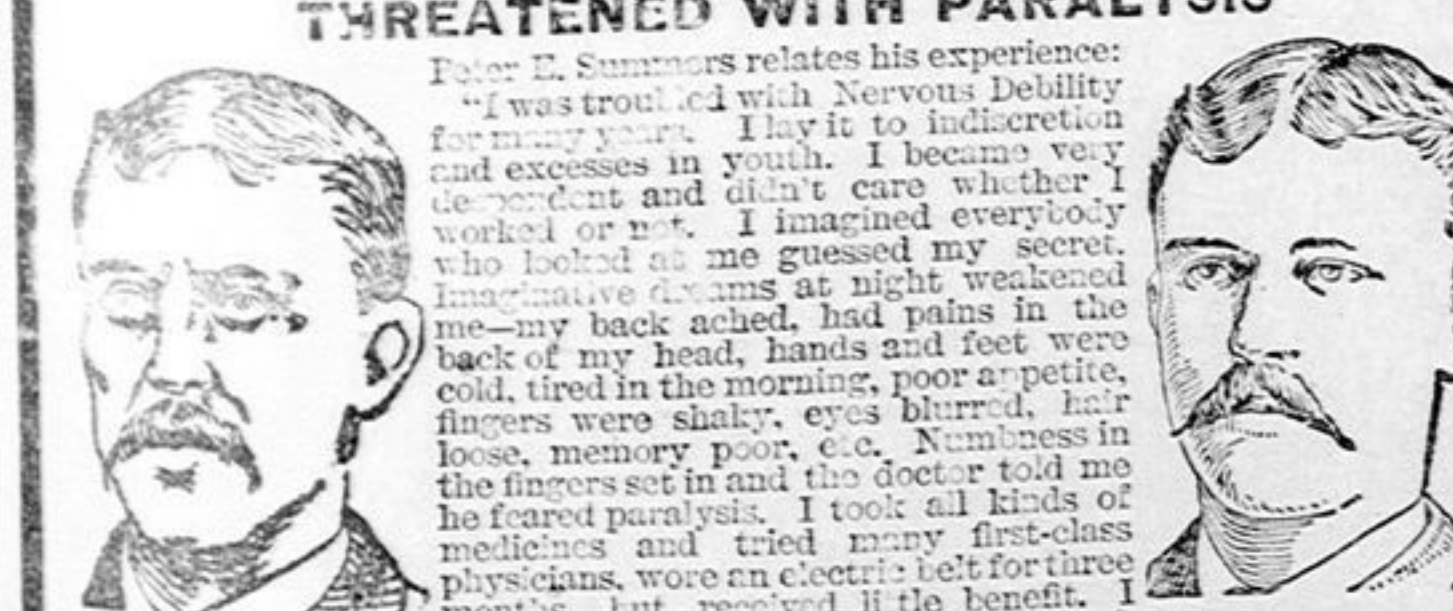 THREATENED WITH PARALYSIS
Peter E. Summers relates his experience:
"I was troubled with Nervous Debility
for many years. I lay it to indiscretion
and excesses in youth. I became very
despondent and didn't care whether I
worked or not. I imagined everybody
who looked at me guessed my secret.
Imaginative dreams at night weakened
me—my back ached, had pains in the
back of my head, hands and feet were
cold, tired in the morning, poor appetite,
fingers were shaky, eyes blurred, hair
loose, memory poor, etc. Numbness in
the fingers set in and the doctor told me
he feared paralysis. I took all kinds of
medicines and tried many first-class
physicians, wore an electric belt for three
months, but received little benefit. I